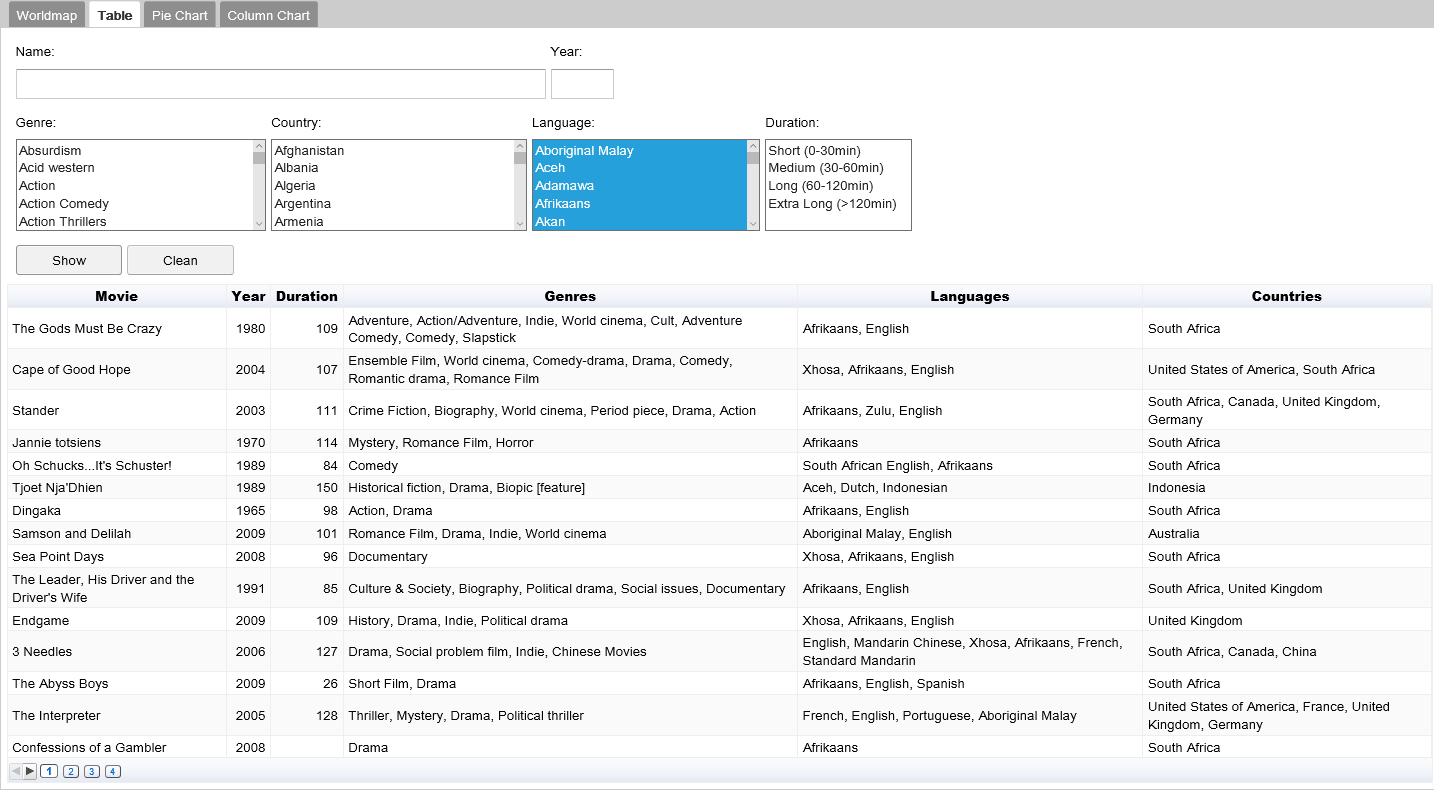 Worldmap Table Pie Chart Column Chart
Name: Year:
Genre: Country: Language: Duration:
Absurdism Afghanistan Aboriginal Malay Short (0-30min)
Acid western Albania Aceh Medium (30-60min)
Action Algeria Adamawa Long (60-120min)
Action Comedy Argentina Afrikaans Extra Long (>120min)
Action Thrillers Armenia Akan
Show Clean
Movie Year Duration Genres Languages Countries
The Gods Must Be Crazy 1980 109 Adventure, Action/Adventure, Indie, World cinema, Cult, Adventure Afrikaans, English South Africa
Comedy, Comedy, Slapstick
Cape of Good Hope 2004 107 Ensemble Film, World cinema, Comedy-drama, Drama, Comedy, Xhosa, Afrikaans, English United States of America, South Africa
Romantic drama, Romance Film
Stander 2003 111 Crime Fiction, Biography, World cinema, Period piece, Drama, Action Afrikaans, Zulu, English South Africa, Canada, United Kingdom,
Germany
Jannie totsiens 1970 114 Mystery, Romance Film, Horror Afrikaans South Africa
Oh Schucks...It's Schuster! 1989 84 Comedy South African English, Afrikaans South Africa
Tjoet Nja'Dhien 1989 150 Historical fiction, Drama, Biopic [feature] Aceh, Dutch, Indonesian Indonesia
Dingaka 1965 98 Action, Drama Afrikaans, English South Africa
Samson and Delilah 2009 101 Romance Film, Drama, Indie, World cinema Aboriginal Malay, English Australia
Sea Point Days 2008 96 Documentary Xhosa, Afrikaans, English South Africa
The Leader, His Driver and the 1991 85 Culture & Society, Biography, Political drama, Social issues, Documentary Afrikaans, English South Africa, United Kingdom
Driver's Wife
Endgame 2009 109 History, Drama, Indie, Political drama Xhosa, Afrikaans, English United Kingdom
3 Needles 2006 127 Drama, Social problem film, Indie, Chinese Movies English, Mandarin Chinese, Xhosa, Afrikaans, French, South Africa, Canada, China
Standard Mandarin
The Abyss Boys 2009 26 Short Film, Drama Afrikaans, English, Spanish South Africa
The Interpreter 2005 128 Thriller, Mystery, Drama, Political thriller French, English, Portuguese, Aboriginal Malay United States of America, France, United
Kingdom, Germany
Confessions of a Gambler 2008 Drama Afrikaans South Africa
1 2 3 4